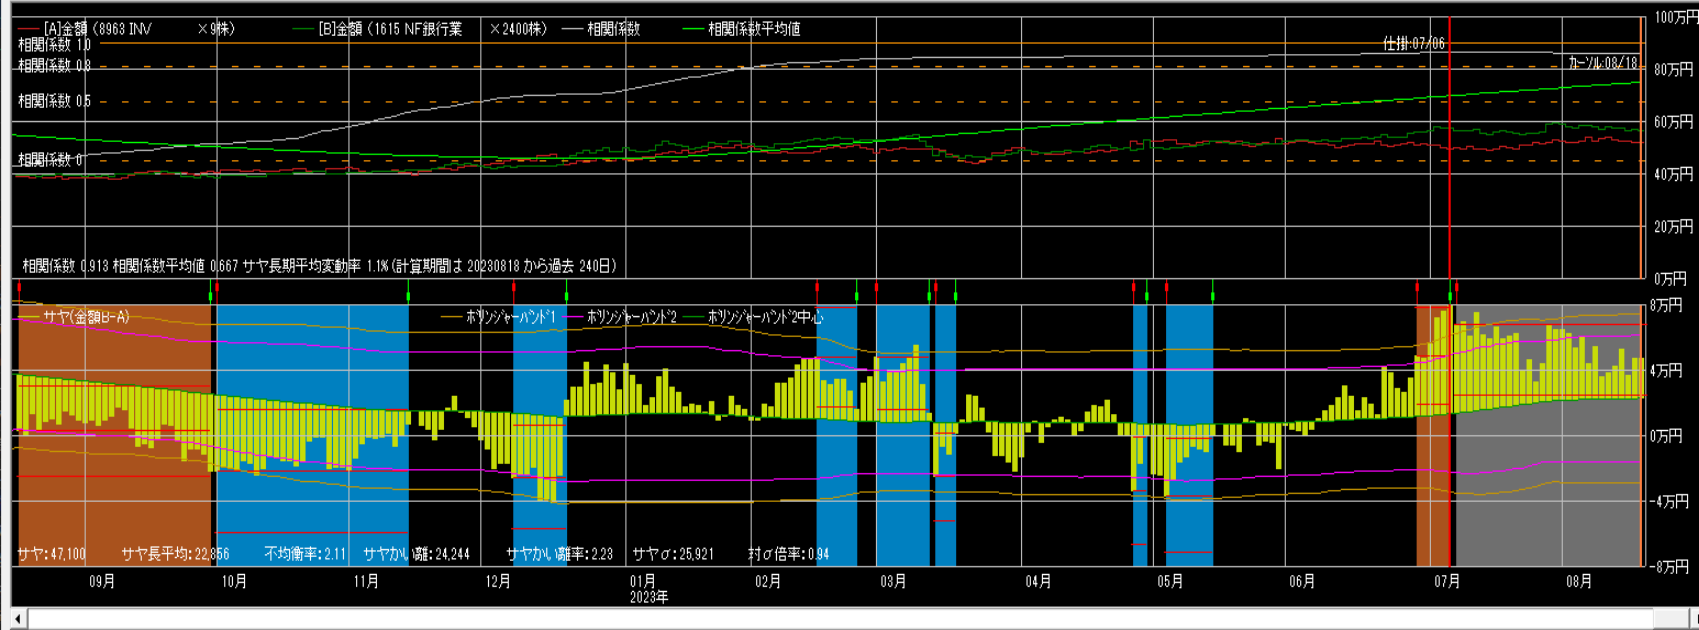 [A]金額 (8963 INV ×9株) [B]金額 (1615 NF銀行業 ×2400株) 相関係数 相関係数平均値
100万円
相関係数 1.0
仕掛:07/06
相関係数 0.8
カーソル:08/18
80万円
相関係数 0.5
60万円
相関係数 0
40万円
20万円
相関係数 0.913 相関係数平均値 0.667 サヤ長期平均変動率 1.1%(計算期間は 20230818 から過去 240日)
0万円
8万円
サヤ(金額B-A) ボリンジャーバンド1 ボリンジャーバンド2 ボリンジャーバンド2中心
4万円
0万円
-4万円
サヤ:47,100 サヤ長平均:22,856 不均衡率:2.11 サヤかい離:24,244 サヤかい離率:2.23 サヤσ:25,921 対σ倍率:0.94
-8万円
09月 10月 11月 12月 01月 02月 03月 04月 05月 06月 07月 08月
2023年